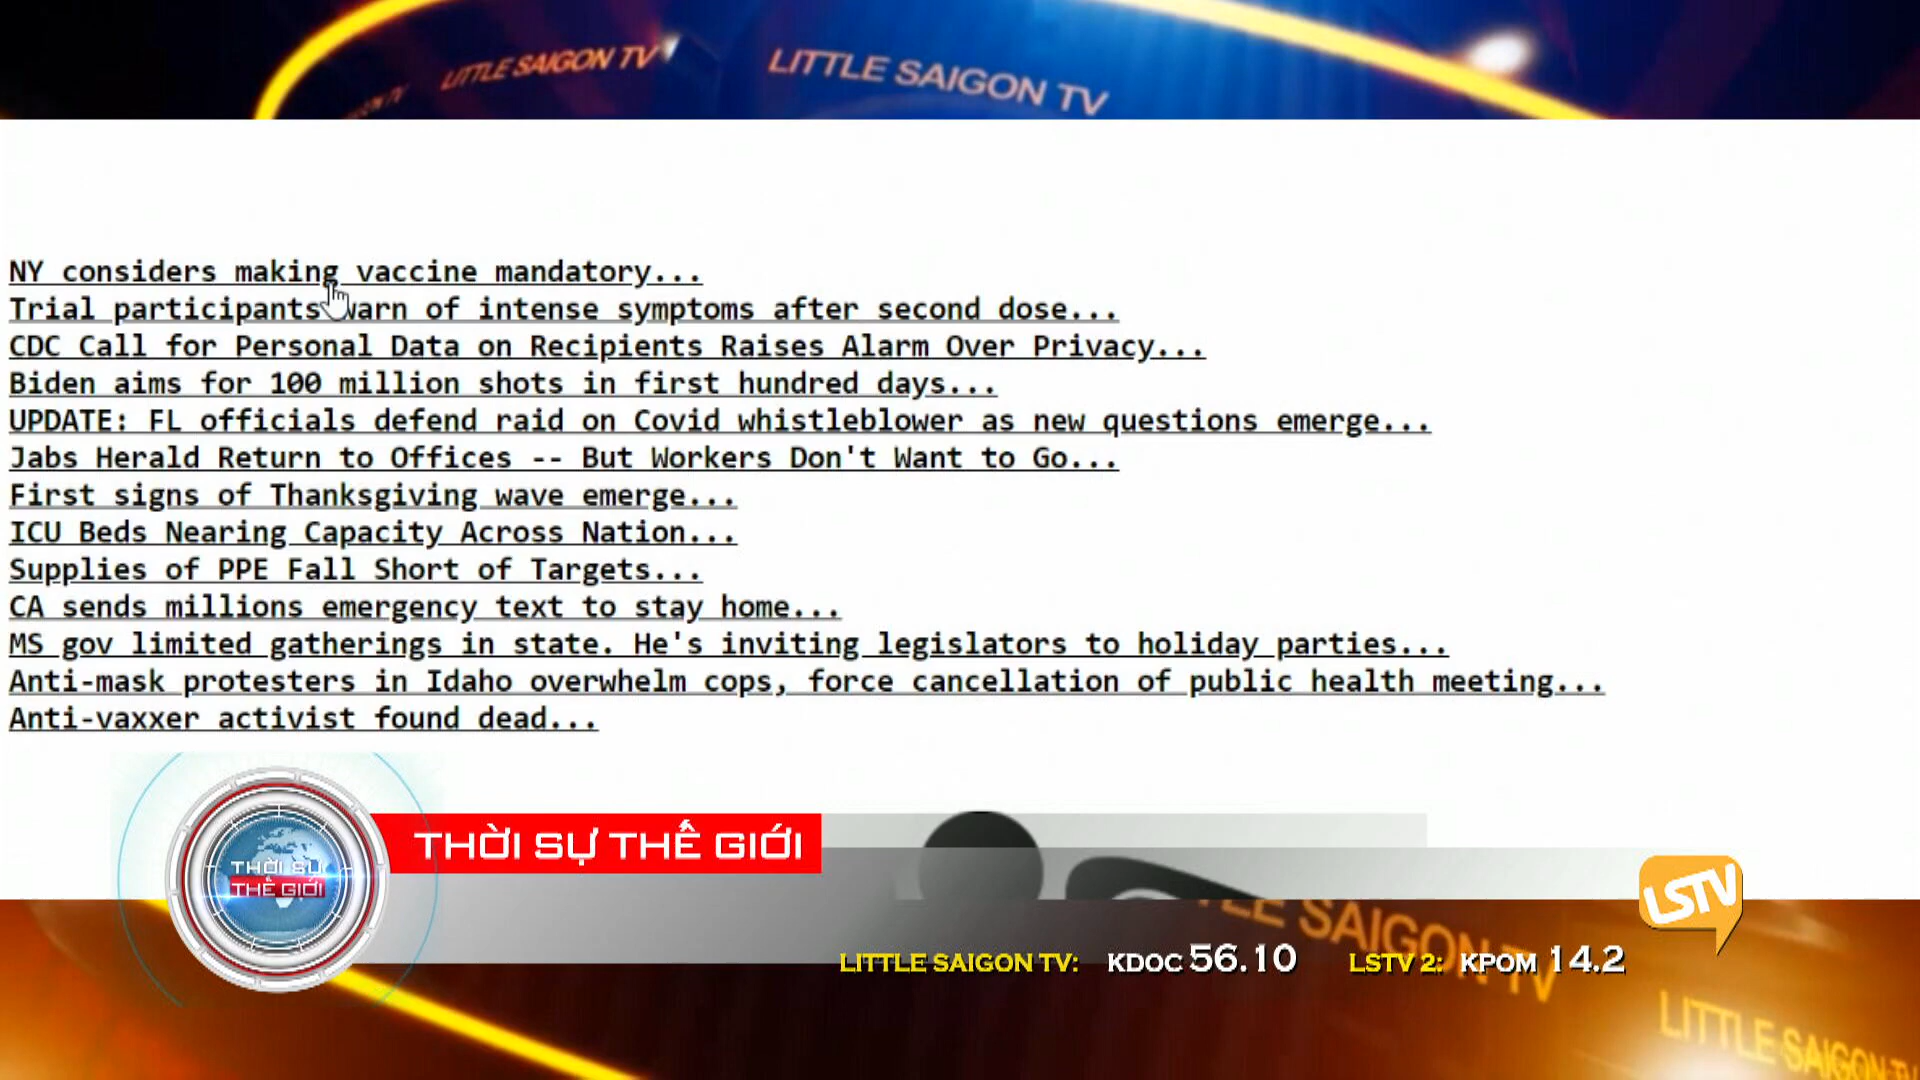 LITTLE SAIGON TV
LITTLE SAIGON TV
NY considers making vaccine mandatory...
Trial participants warn of intense symptoms after second dose...
CDC Call for Personal Data on Recipients Raises Alarm Over Privacy...
Biden aims for 100 million shots in first hundred days...
UPDATE: FL officials defend raid on Covid whistleblower as new questions emerge...
Jabs Herald Return to Offices -- But Workers Don't Want to Go...
First signs of Thanksgiving wave emerge...
ICU Beds Nearing Capacity Across Nation...
Supplies of PPE Fall Short of Targets...
CA sends millions emergency text to stay home...
MS gov limited gatherings in state. He's inviting legislators to holiday parties...
Anti-mask protesters in Idaho overwhelm cops, force cancellation of public health meeting...
Anti-vaxxer activist found dead...
THỜI SỰ THẾ GIỚI
THỜI SỰ
THẾ GIỚI
LSTV
SAIGON TV
LITTLE SAIGON TV: KDOC 56.10 LSTV 2: KPOM 14.2
LITTLE SAIGON TV